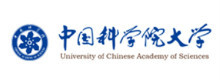 中国科学院大学
University of Chinese Academy of Sciences